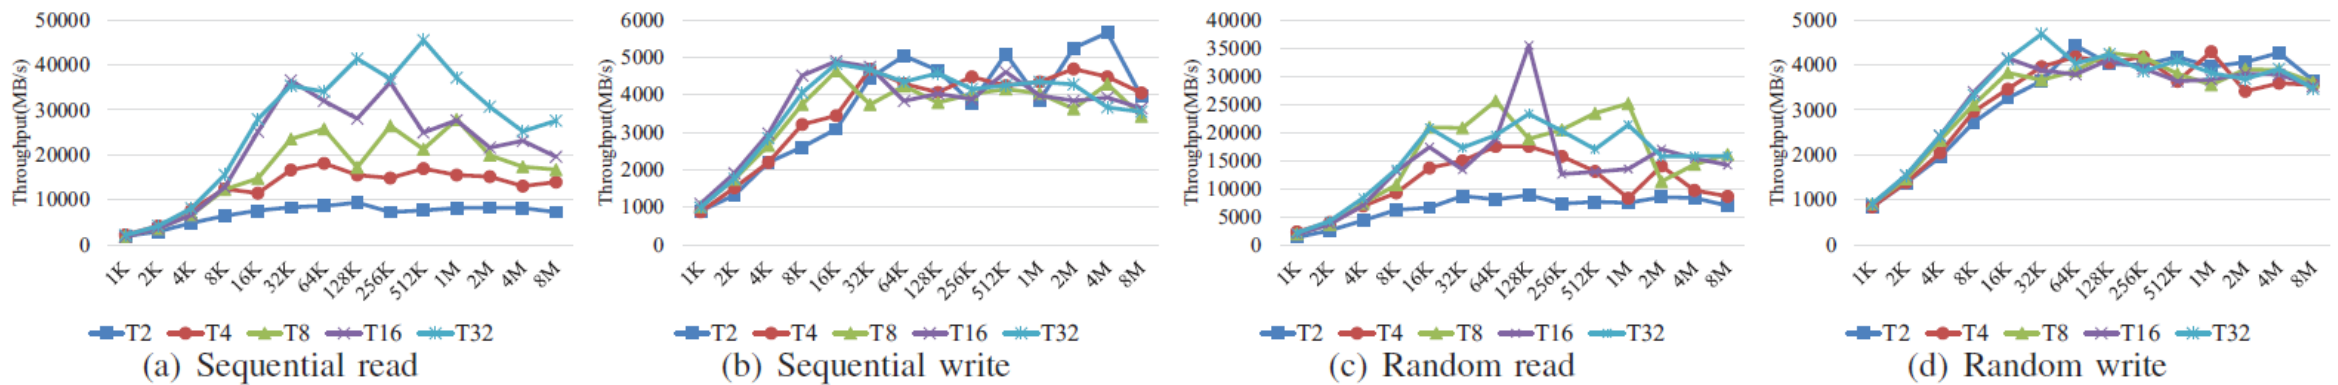 Throughput(MB/s)
50000
40000
30000
20000
10000
0
1K 2K 4K 8K 16K 32K 64K 128K 256K 512K 1M 2M 4M 8M
T2 T4 T8 T16 T32
(a) Sequential read
Throughput(MB/s)
6000
5000
4000
3000
2000
1000
0
1K 2K 4K 8K 16K 32K 64K 128K 256K 512K 1M 2M 4M 8M
T2 T4 T8 T16 T32
(b) Sequential write
Throughput(MB/s)
40000
35000
30000
25000
20000
15000
10000
5000
0
1K 2K 4K 8K 16K 32K 64K 128K 256K 512K 1M 2M 4M 8M
T2 T4 T8 T16 T32
(c) Random read
Throughput(MB/s)
5000
4000
3000
2000
1000
0
1K 2K 4K 8K 16K 32K 64K 128K 256K 512K 1M 2M 4M 8M
T2 T4 T8 T16 T32
(d) Random write